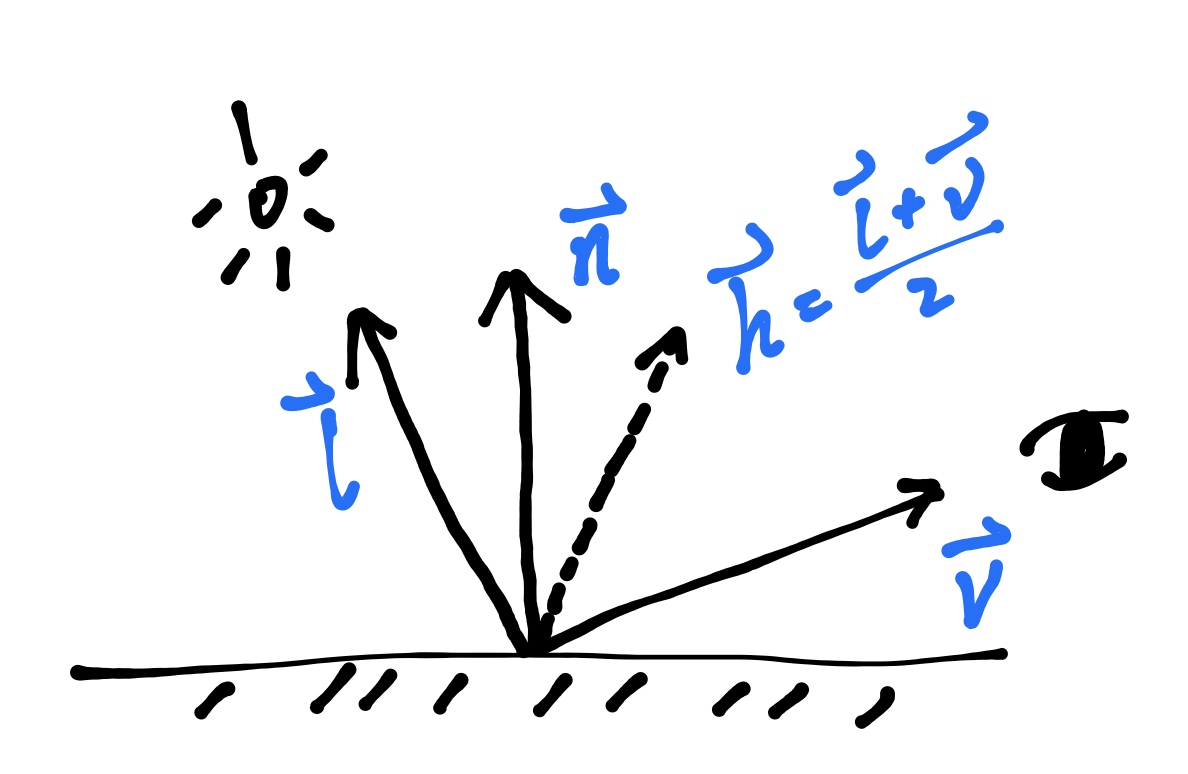 n⃗
h⃗ = (l⃗ + v⃗) / 2
l⃗
v⃗